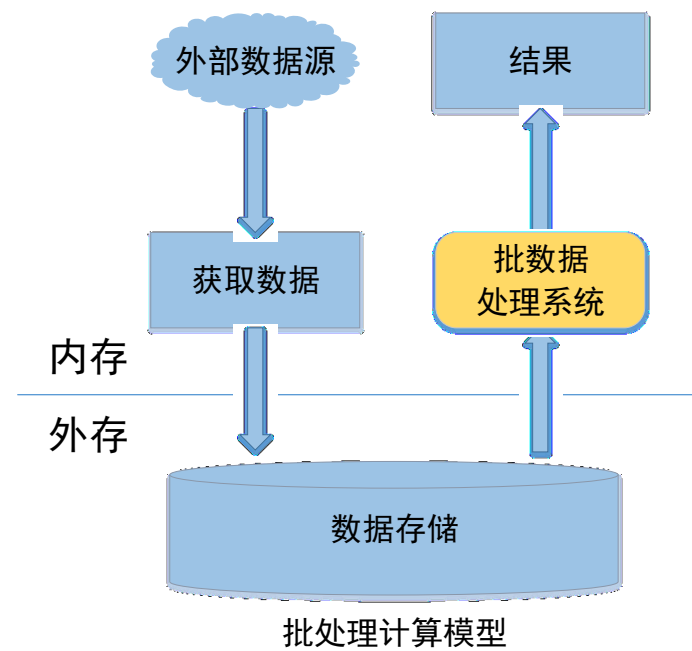 外部数据源
结果
获取数据
批数据
处理系统
内存
外存
数据存储
批处理计算模型